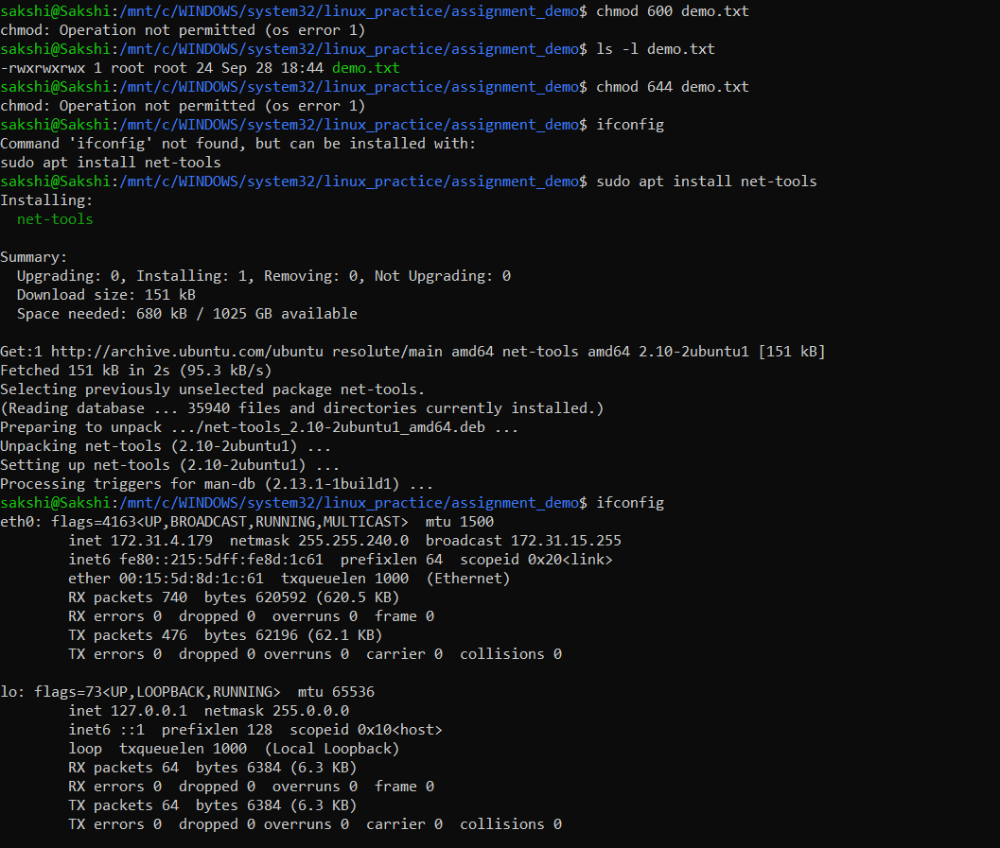 sakshi@Sakshi:/mnt/c/WINDOWS/system32/linux_practice/assignment_demo$ chmod 600 demo.txt
chmod: Operation not permitted (os error 1)
sakshi@Sakshi:/mnt/c/WINDOWS/system32/linux_practice/assignment_demo$ ls -l demo.txt
-rwxrwxrwx 1 root root 24 Sep 28 18:44 demo.txt
sakshi@Sakshi:/mnt/c/WINDOWS/system32/linux_practice/assignment_demo$ chmod 644 demo.txt
chmod: Operation not permitted (os error 1)
sakshi@Sakshi:/mnt/c/WINDOWS/system32/linux_practice/assignment_demo$ ifconfig
Command 'ifconfig' not found, but can be installed with:
sudo apt install net-tools
sakshi@Sakshi:/mnt/c/WINDOWS/system32/linux_practice/assignment_demo$ sudo apt install net-tools
Installing:
  net-tools

Summary:
  Upgrading: 0, Installing: 1, Removing: 0, Not Upgrading: 0
  Download size: 151 kB
  Space needed: 680 kB / 1025 GB available

Get:1 http://archive.ubuntu.com/ubuntu resolute/main amd64 net-tools amd64 2.10-2ubuntu1 [151 kB]
Fetched 151 kB in 2s (95.3 kB/s)
Selecting previously unselected package net-tools.
(Reading database ... 35940 files and directories currently installed.)
Preparing to unpack .../net-tools_2.10-2ubuntu1_amd64.deb ...
Unpacking net-tools (2.10-2ubuntu1) ...
Setting up net-tools (2.10-2ubuntu1) ...
Processing triggers for man-db (2.13.1-1build1) ...
sakshi@Sakshi:/mnt/c/WINDOWS/system32/linux_practice/assignment_demo$ ifconfig
eth0: flags=4163<UP,BROADCAST,RUNNING,MULTICAST>  mtu 1500
        inet 172.31.4.179  netmask 255.255.240.0  broadcast 172.31.15.255
        inet6 fe80::215:5dff:fe8d:1c61  prefixlen 64  scopeid 0x20<link>
        ether 00:15:5d:8d:1c:61  txqueuelen 1000  (Ethernet)
        RX packets 740  bytes 620592 (620.5 KB)
        RX errors 0  dropped 0  overruns 0  frame 0
        TX packets 476  bytes 62196 (62.1 KB)
        TX errors 0  dropped 0 overruns 0  carrier 0  collisions 0

lo: flags=73<UP,LOOPBACK,RUNNING>  mtu 65536
        inet 127.0.0.1  netmask 255.0.0.0
        inet6 ::1  prefixlen 128  scopeid 0x10<host>
        loop  txqueuelen 1000  (Local Loopback)
        RX packets 64  bytes 6384 (6.3 KB)
        RX errors 0  dropped 0  overruns 0  frame 0
        TX packets 64  bytes 6384 (6.3 KB)
        TX errors 0  dropped 0 overruns 0  carrier 0  collisions 0